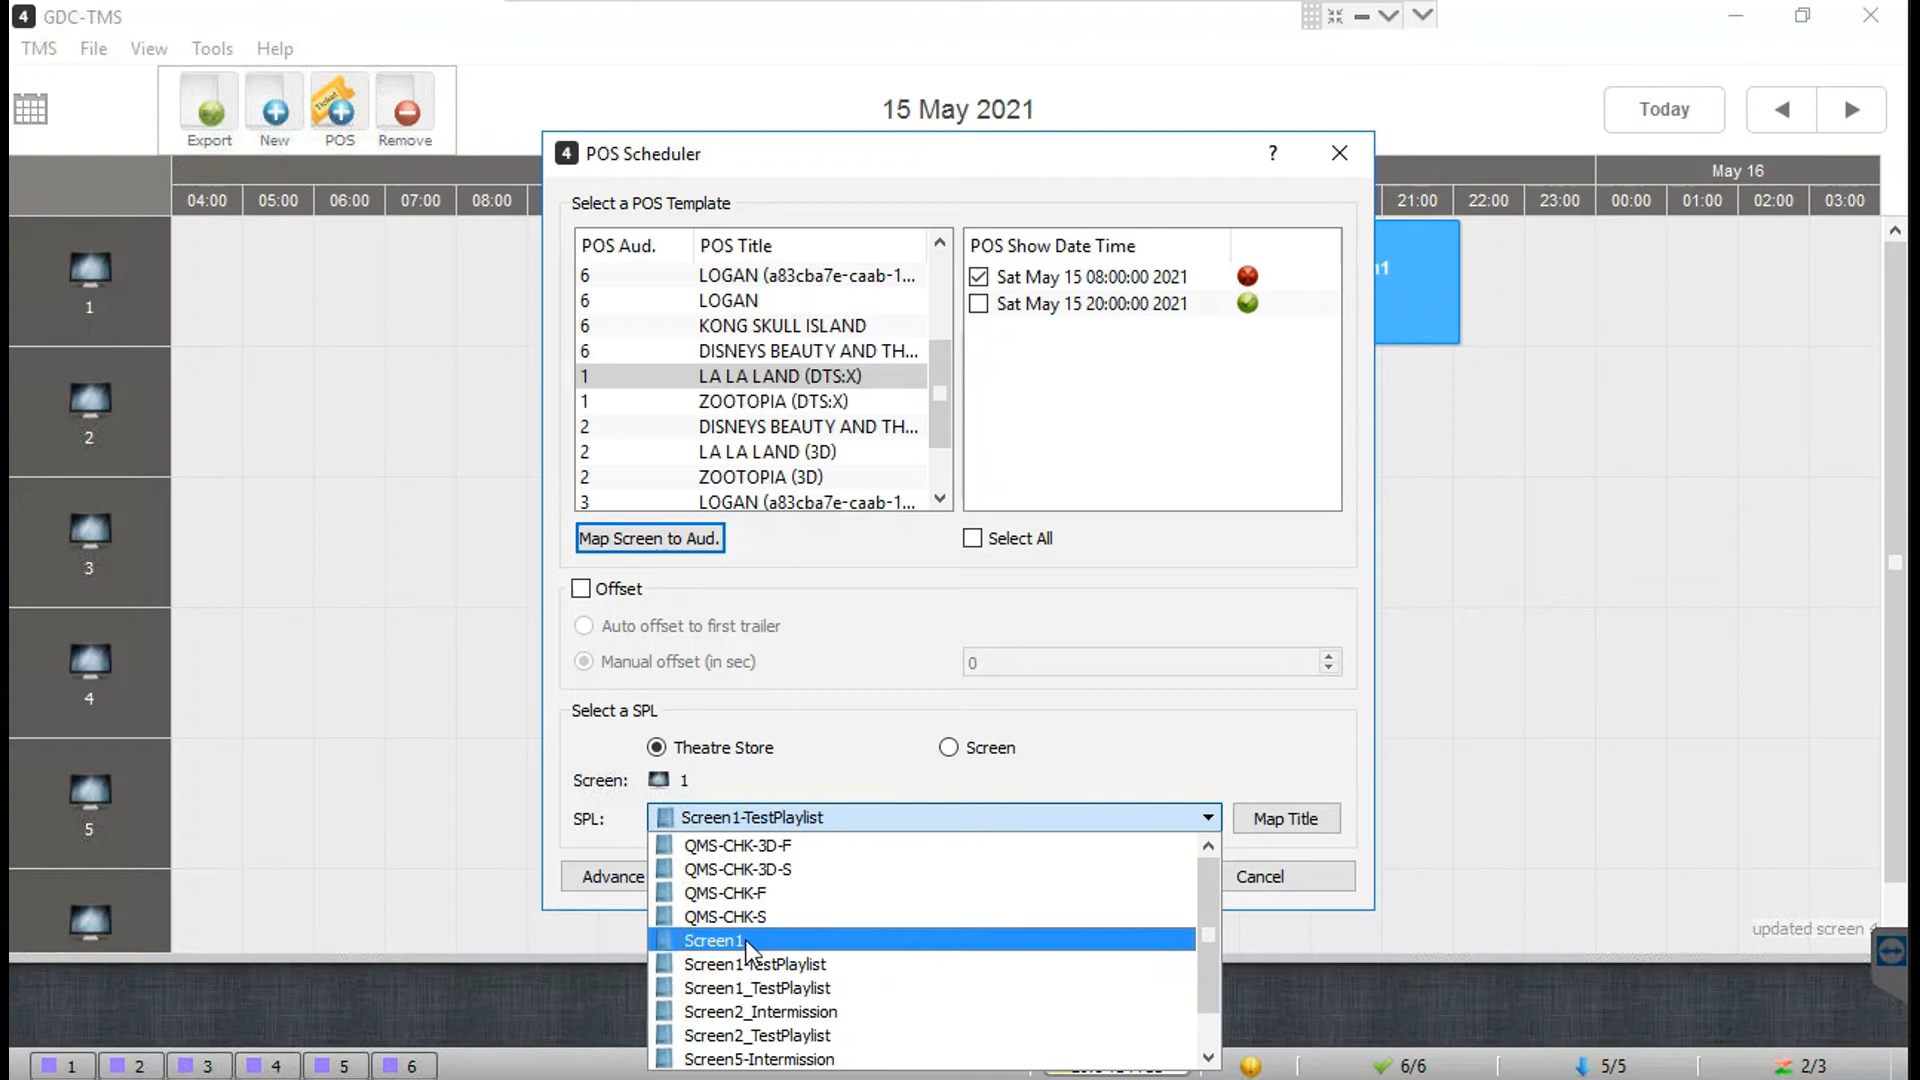 4 GDC-TMS
TMS File View Tools Help
Export New POS Remove
Ticket
15 May 2021
Today
May 16
04:00 05:00 06:00 07:00 08:00 21:00 22:00 23:00 00:00 01:00 02:00 03:00
4 POS Scheduler ?
Select a POS Template
POS Aud. POS Title
6 LOGAN (a83cba7e-caab-1...
6 LOGAN
6 KONG SKULL ISLAND
6 DISNEYS BEAUTY AND TH...
1 LA LA LAND (DTS:X)
1 ZOOTOPIA (DTS:X)
2 DISNEYS BEAUTY AND TH...
2 LA LA LAND (3D)
2 ZOOTOPIA (3D)
3 LOGAN (a83cba7e-caab-1...
POS Show Date Time
Sat May 15 08:00:00 2021
Sat May 15 20:00:00 2021
Map Screen to Aud.
Select All
Offset
Auto offset to first trailer
Manual offset (in sec) 0
Select a SPL
Theatre Store Screen
Screen: 1
SPL: Screen1-TestPlaylist Map Title
QMS-CHK-3D-F
QMS-CHK-3D-S
QMS-CHK-F
QMS-CHK-S
Screen1
Screen1-TestPlaylist
Screen1_TestPlaylist
Screen2_Intermission
Screen2_TestPlaylist
Screen5-Intermission
Advance Cancel
1
2
3
4
5
n1
updated screen
1 2 3 4 5 6
6/6 5/5 2/3